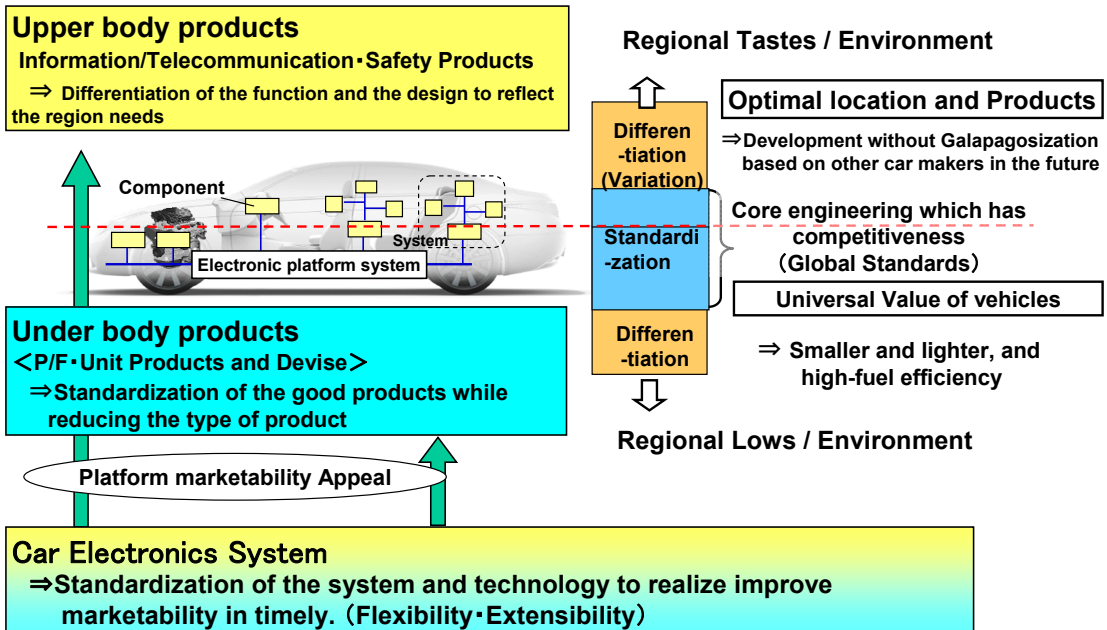 Upper body products
Information/Telecommunication・Safety Products
⇒ Differentiation of the function and the design to reflect
the region needs
Component
System
Electronic platform system
Under body products
＜P/F・Unit Products and Devise＞
⇒Standardization of the good products while
reducing the type of product
Platform marketability Appeal
Car Electronics System
⇒Standardization of the system and technology to realize improve
marketability in timely. （Flexibility・Extensibility）
Regional Tastes / Environment
Differen
-tiation
(Variation)
Standardi
-zation
Differen
-tiation
Regional Lows / Environment
Optimal location and Products
⇒Development without Galapagosization
based on other car makers in the future
Core engineering which has
competitiveness
（Global Standards）
Universal Value of vehicles
⇒ Smaller and lighter, and
high-fuel efficiency